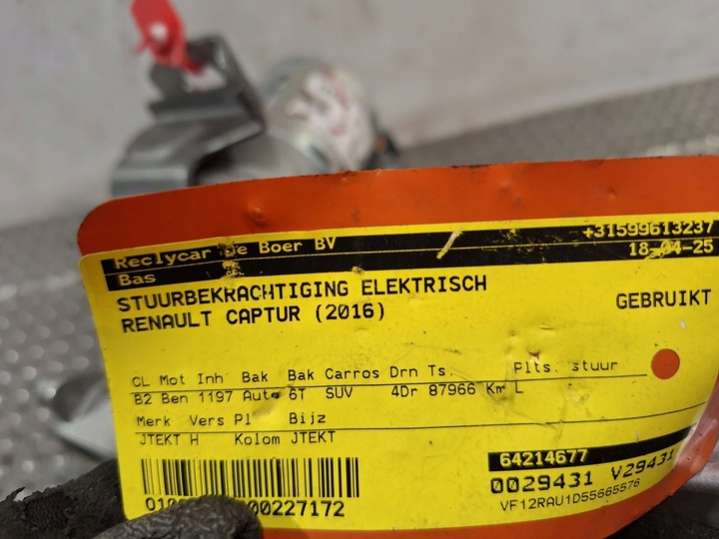 Reclycar de Boer BV +31599613237
Bas 18-04-25
STUURBEKRACHTIGING ELEKTRISCH
RENAULT CAPTUR (2016) GEBRUIKT
CL Mot Inh Bak Bak Carros Drn Ts. Plts. stuur
B2 Ben 1197 Auto 6T SUV 4Dr 87966 Km L
Merk Vers Pl Bijz
JTEKT H Kolom JTEKT
64214677
0029431 V29431
00227172
VF12RAU1D55665576